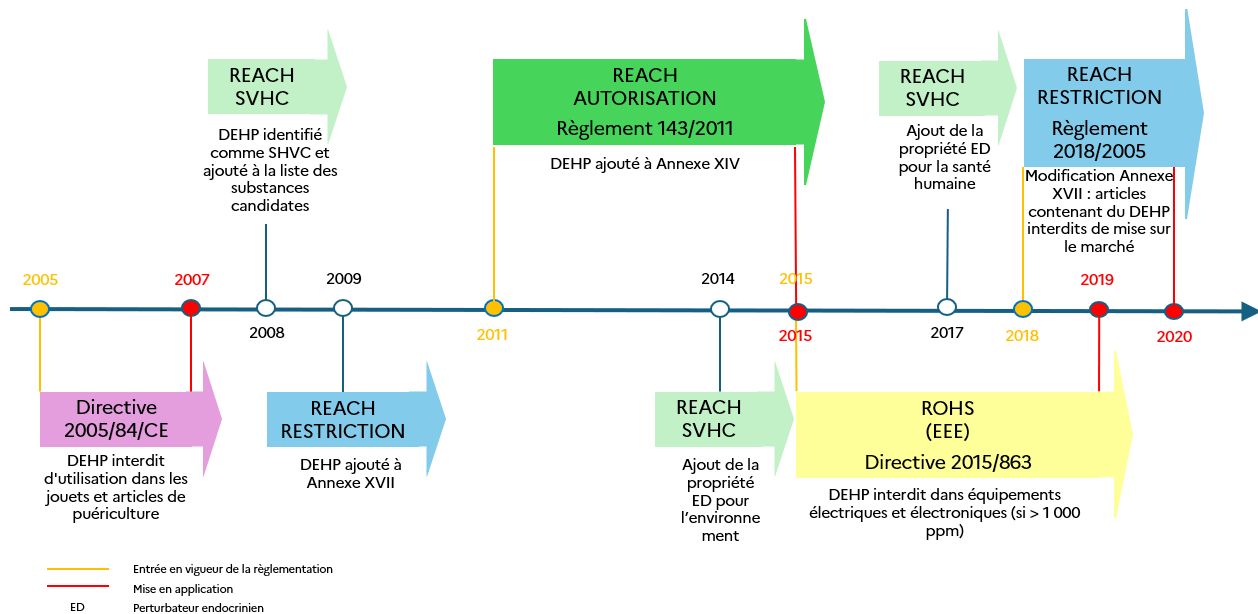 REACH
SVHC
DEHP identifié
comme SHVC et
ajouté à la liste des
substances
candidates
REACH
AUTORISATION
Règlement 143/2011
DEHP ajouté à Annexe XIV
REACH
SVHC
Ajout de la
propriété ED
pour la santé
humaine
REACH
RESTRICTION
Règlement
2018/2005
Modification Annexe
XVII : articles
contenant du DEHP
interdits de mise sur
le marché
2005
2007
2008
2009
2011
2014
2015
2015
2017
2018
2019
2020
Directive
2005/84/CE
DEHP interdit
d'utilisation dans les
jouets et articles de
puériculture
REACH
RESTRICTION
DEHP ajouté à
Annexe XVII
REACH
SVHC
Ajout de la
propriété
ED pour
l’environne
ment
ROHS
(EEE)
Directive 2015/863
DEHP interdit dans équipements
électriques et électroniques (si > 1 000
ppm)
Entrée en vigueur de la règlementation
Mise en application
ED Perturbateur endocrinien